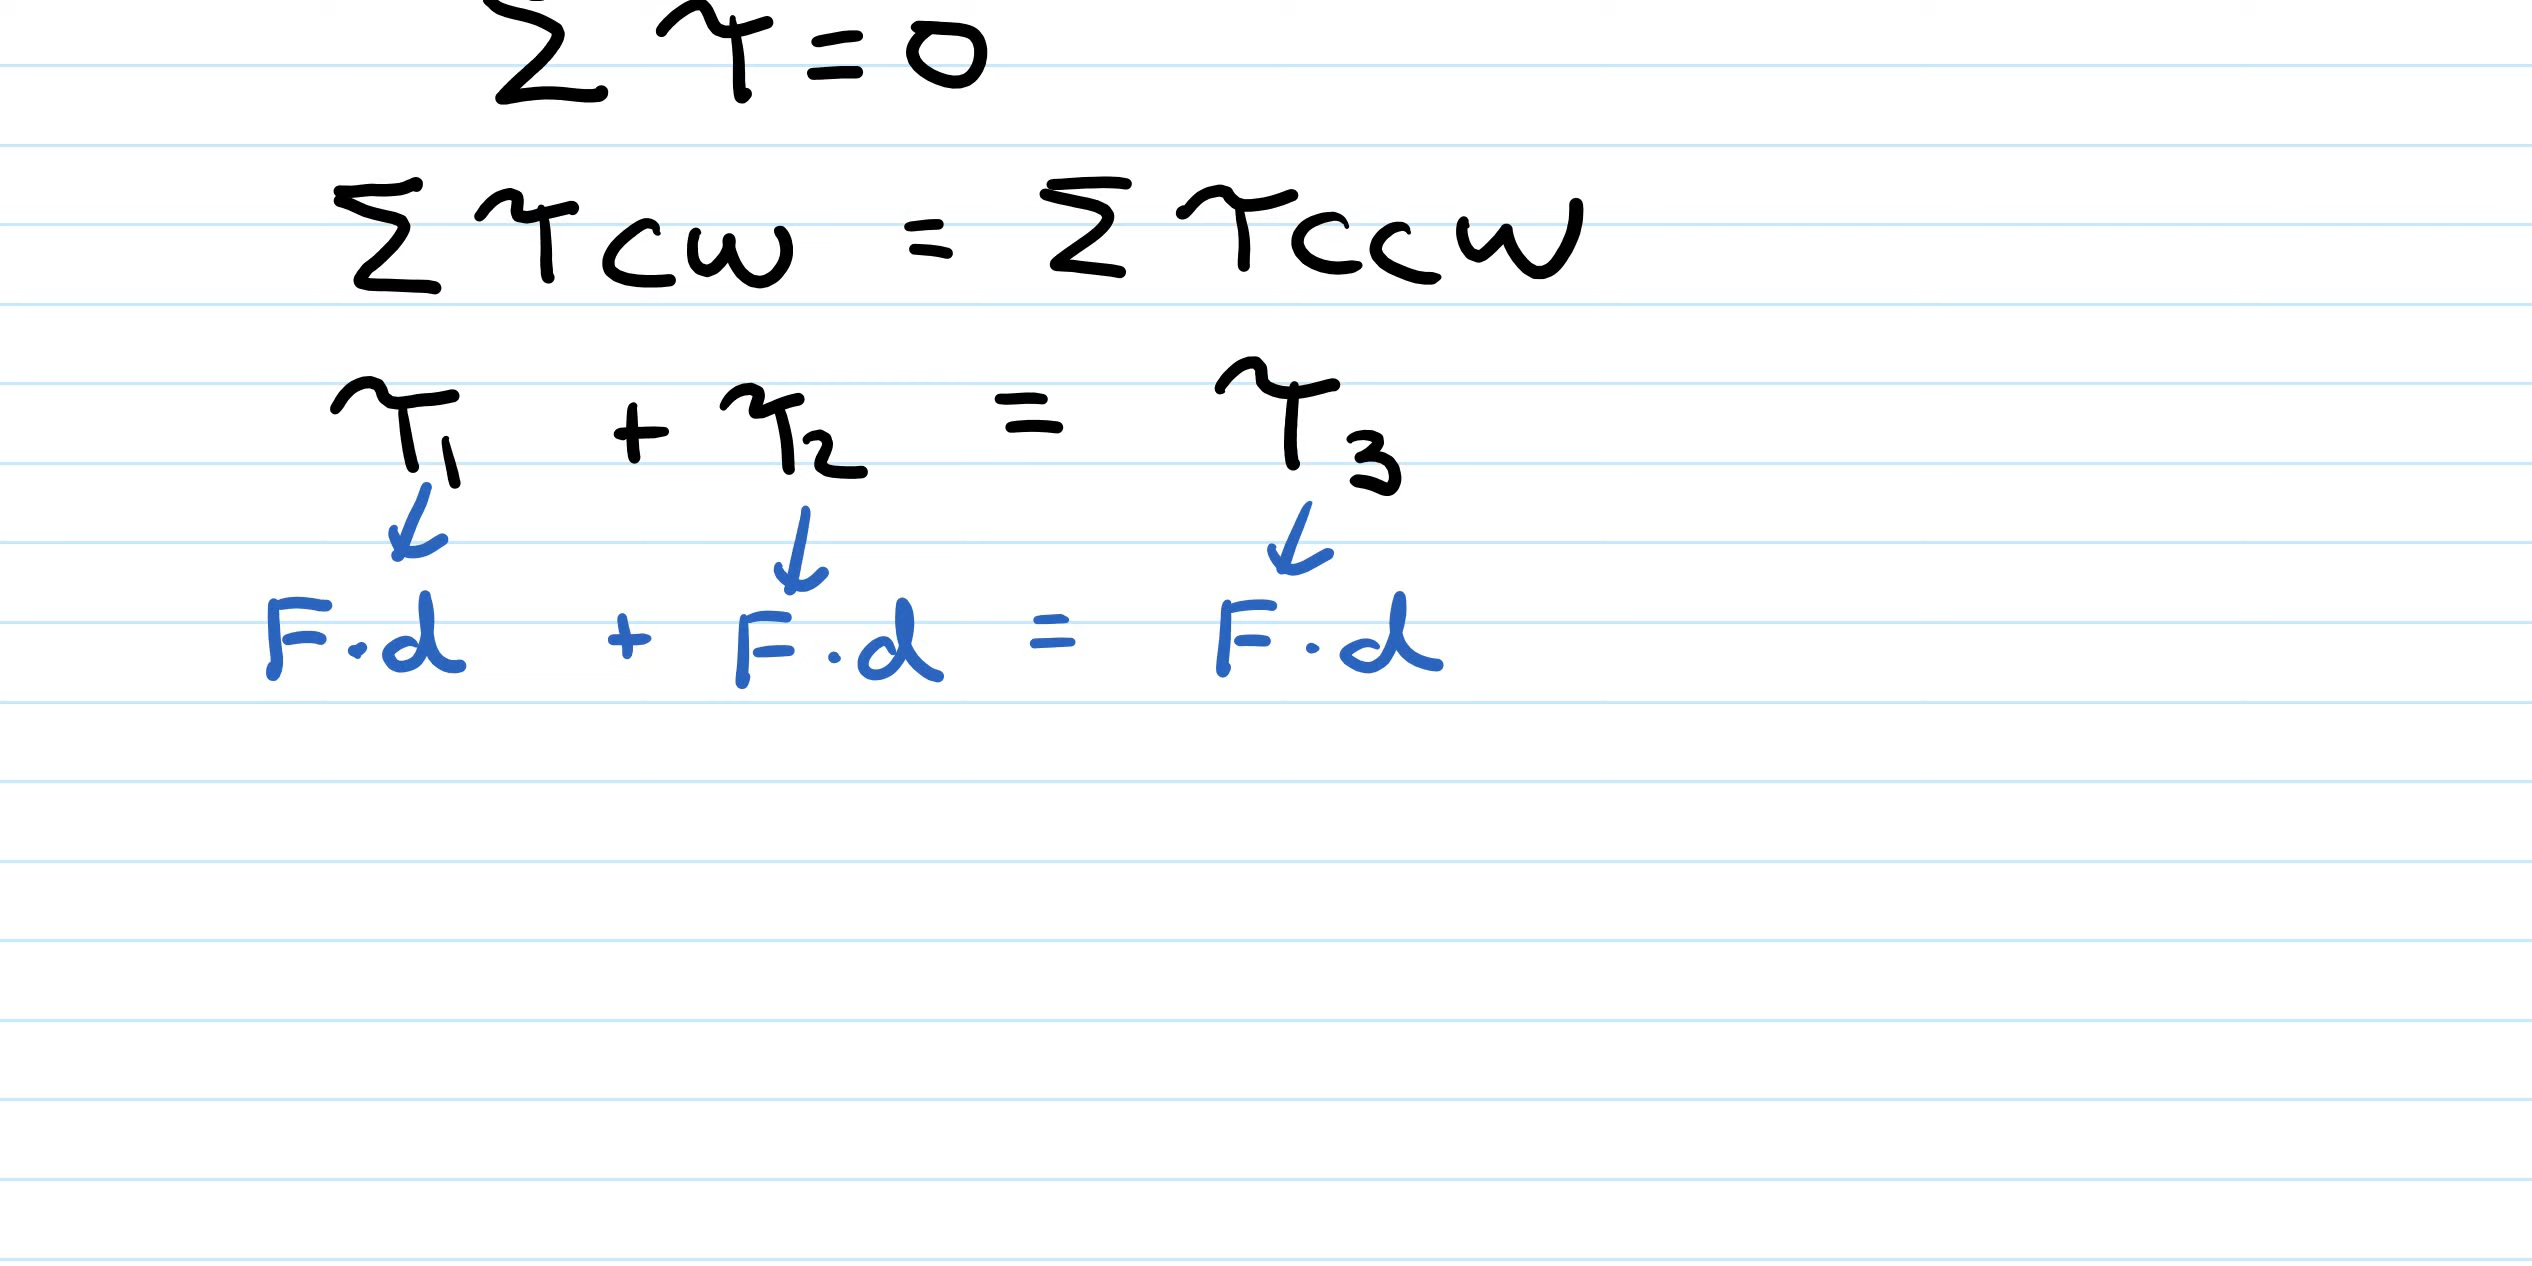 Σ τ = 0
Σ τcw = Σ τccw
τ1 + τ2 = τ3
↓ ↓ ↓
F·d + F·d = F·d